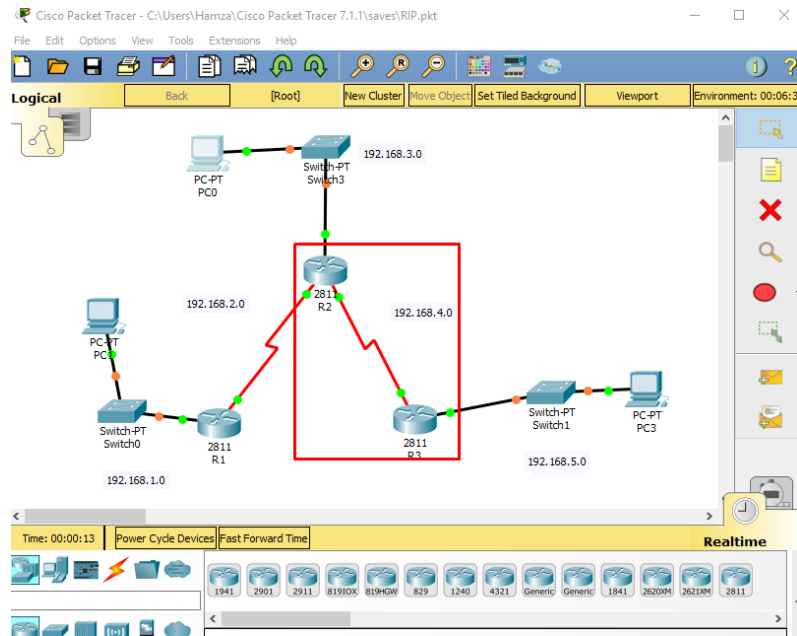 Cisco Packet Tracer - C:\Users\Hamza\Cisco Packet Tracer 7.1.1\saves\RIP.pkt
File Edit Options View Tools Extensions Help
Logical Back [Root] New Cluster Move Object Set Tiled Background Viewport Environment: 00:06:3
192.168.3.0
PC-PT
PC0
Switch-PT
Switch3
2811
R2
192.168.2.0
192.168.4.0
PC-PT
Switch-PT
Switch0
2811
R1
192.168.1.0
2811
R3
Switch-PT
Switch1
PC-PT
PC3
192.168.5.0
Time: 00:00:13 Power Cycle Devices Fast Forward Time Realtime
1941 2901 2911 819IOX 819HGW 829 1240 4321 Generic Generic 1841 2620XM 2621XM 2811